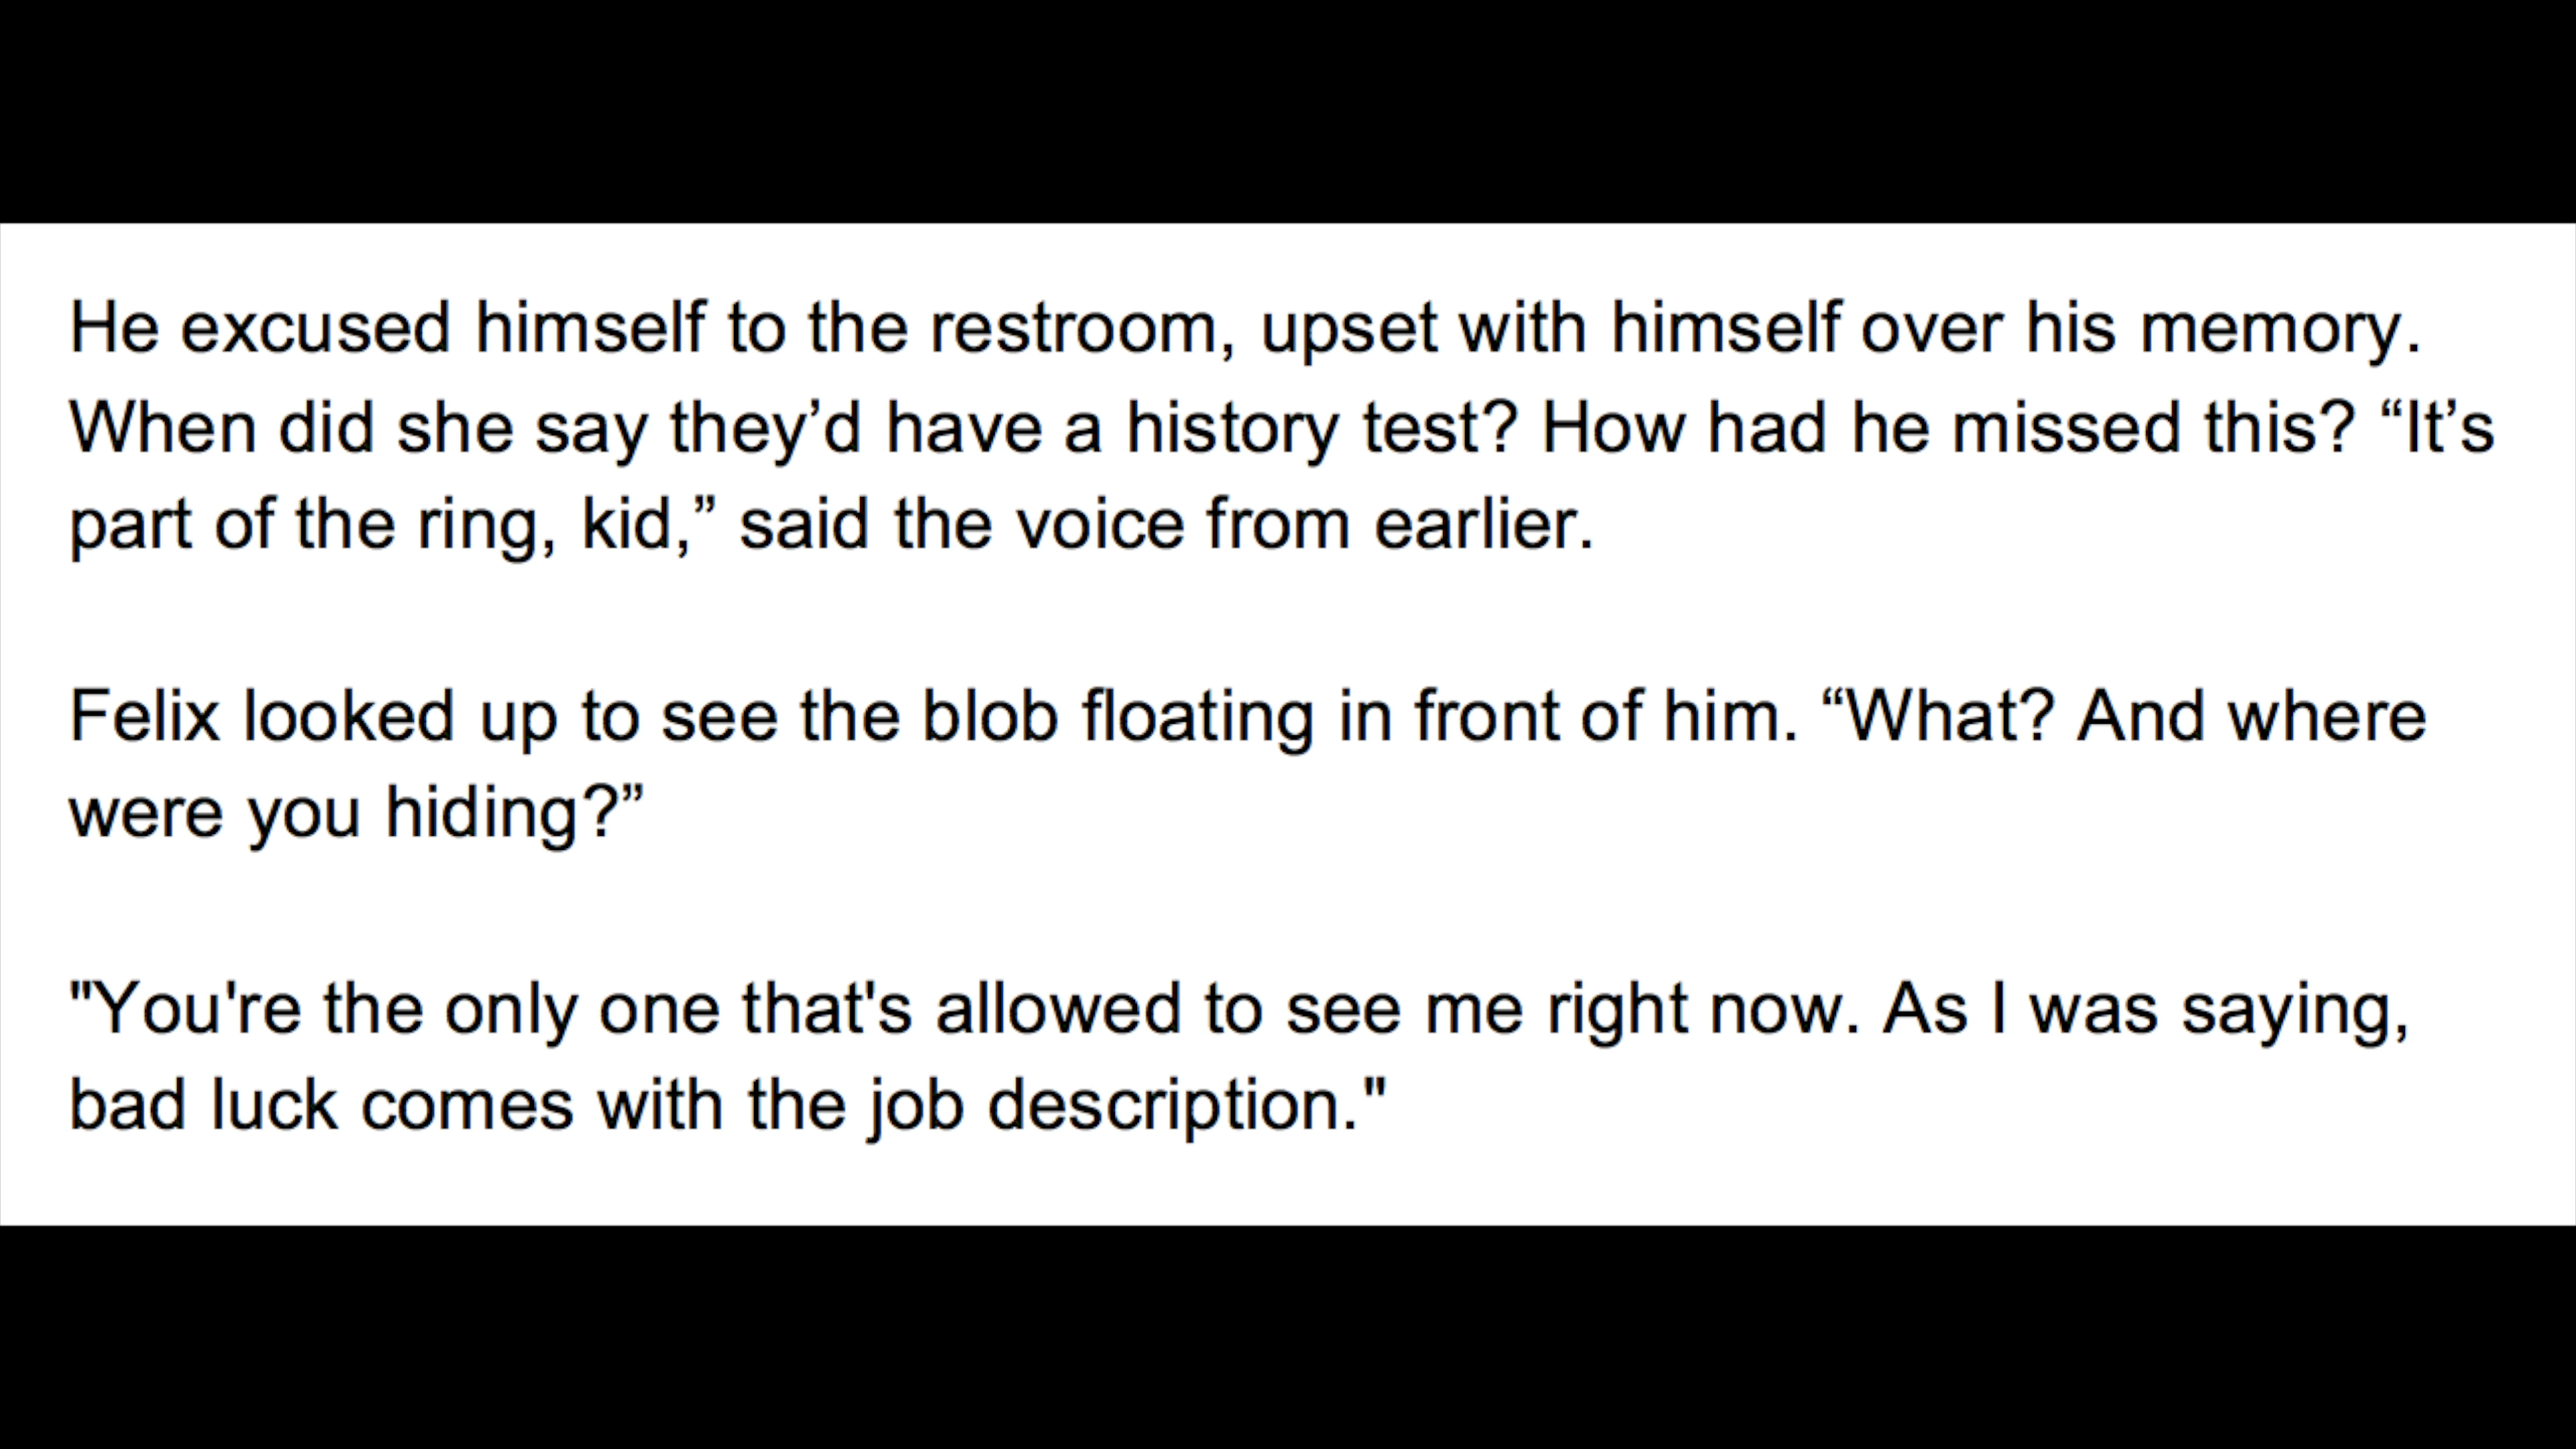 He excused himself to the restroom, upset with himself over his memory.
When did she say they’d have a history test? How had he missed this? “It’s
part of the ring, kid,” said the voice from earlier.
Felix looked up to see the blob floating in front of him. “What? And where
were you hiding?”
"You're the only one that's allowed to see me right now. As I was saying,
bad luck comes with the job description."